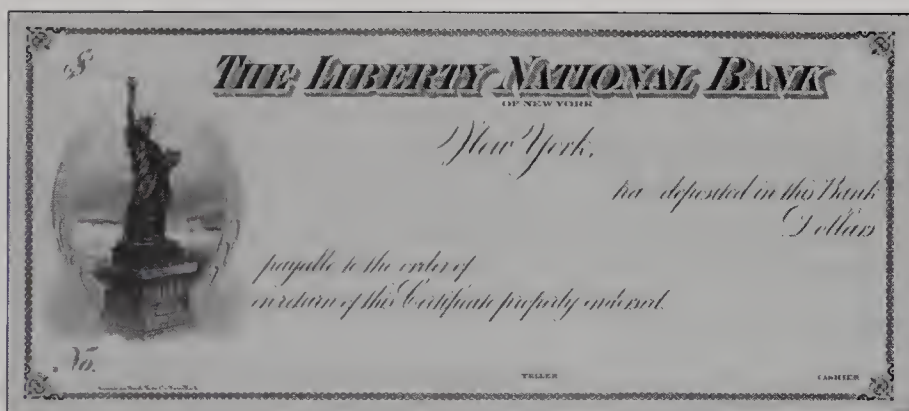 $
THE LIBERTY NATIONAL BANK
OF NEW YORK
New York,
ha deposited in this Bank
Dollars
payable to the order of
on return of this Certificate properly endorsed.
No.
TELLER
CASHIER